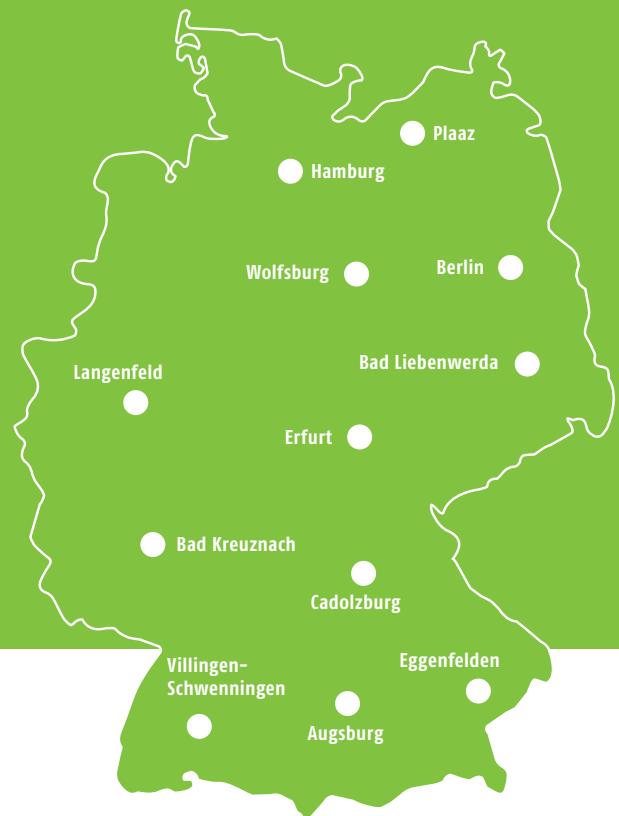 Plaaz
Hamburg
Wolfsburg
Berlin
Bad Liebenwerda
Langenfeld
Erfurt
Bad Kreuznach
Cadolzburg
Eggenfelden
Villingen-
Schwenningen
Augsburg